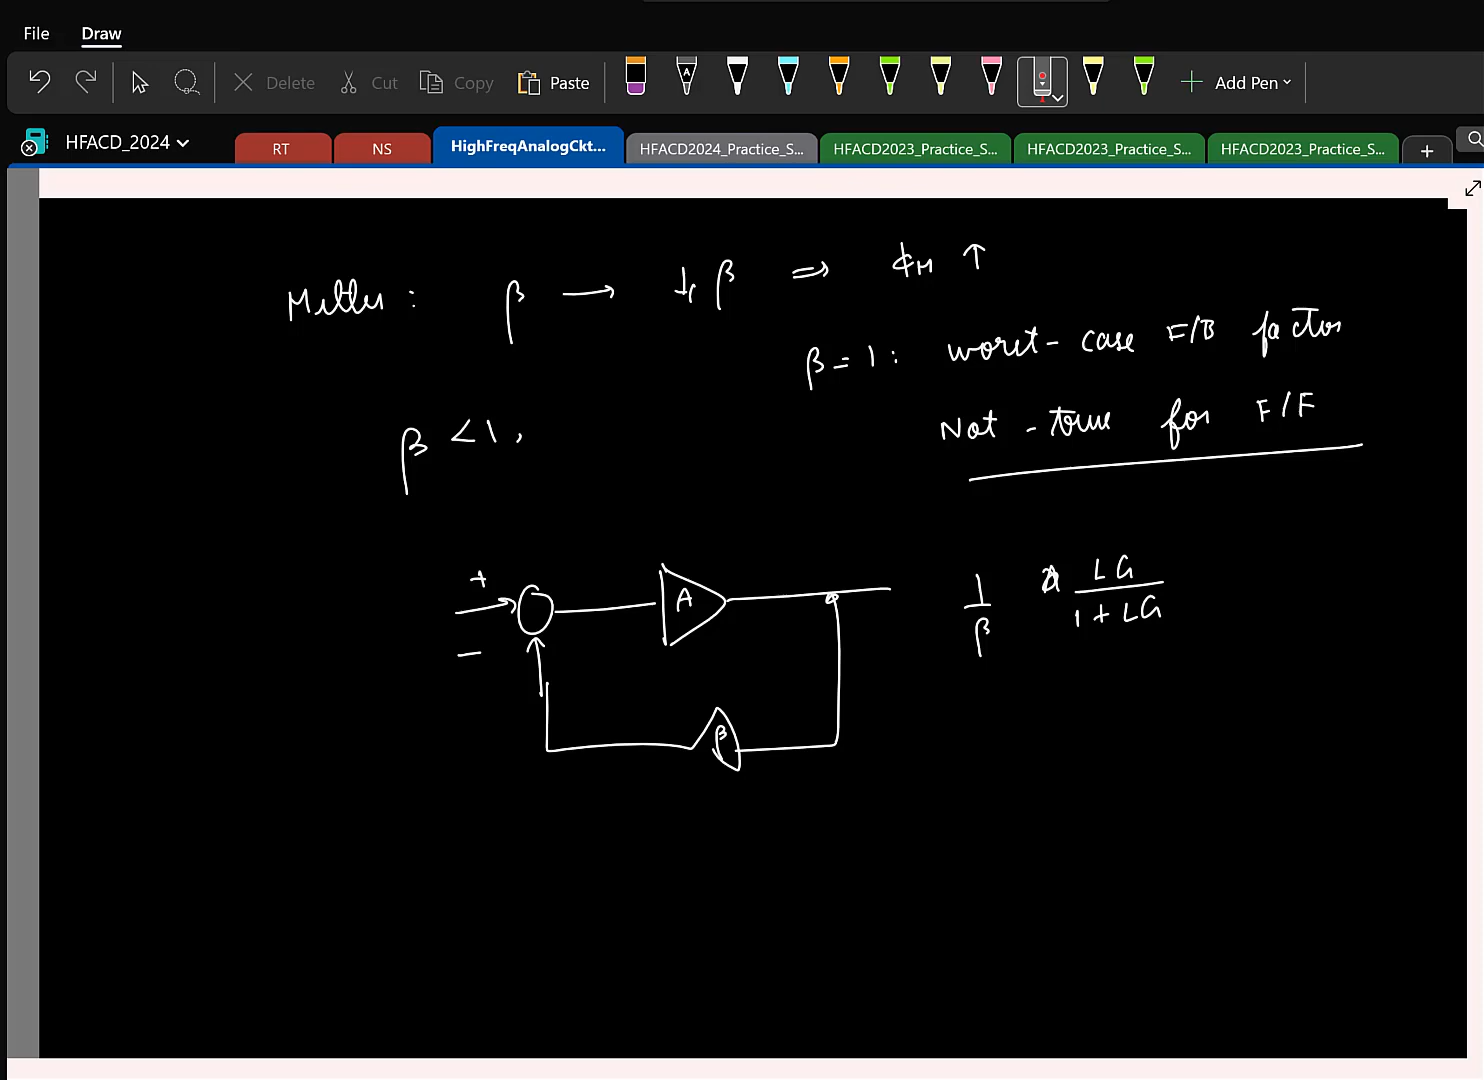 File Draw
Delete Cut Copy Paste A Add Pen
HFACD_2024 RT NS HighFreqAnalogCkt... HFACD2024_Practice_S... HFACD2023_Practice_S... HFACD2023_Practice_S... HFACD2023_Practice_S... +
Miller : β → ↓ β ⇒ ϕM ↑
β = 1 : worst - case F/B factor
β < 1 , Not - true for F/F
+ A 1/β LG/(1 + LG)
−
β